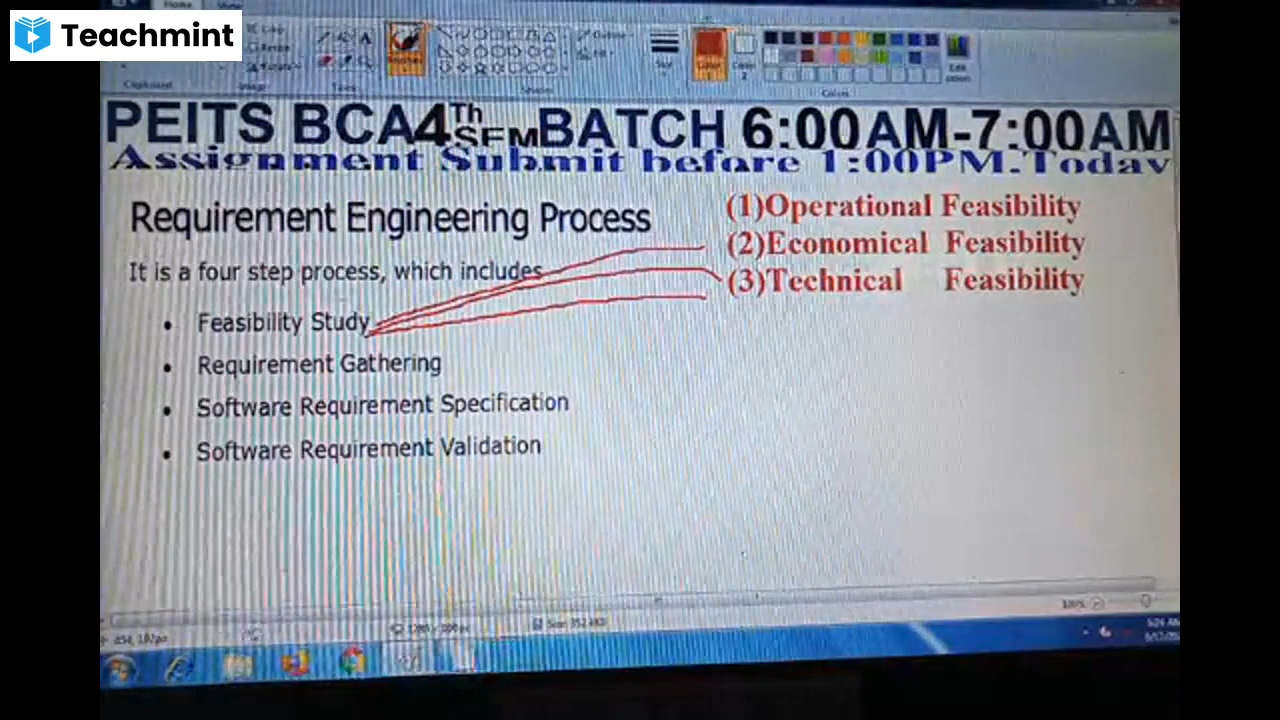 Teachmint
Home
PEITS BCA4Th SEM BATCH 6:00AM-7:00AM
Assignment Submit before 1:00PM.Today
Requirement Engineering Process
It is a four step process, which includes
(1)Operational Feasibility
(2)Economical Feasibility
(3)Technical Feasibility
• Feasibility Study
• Requirement Gathering
• Software Requirement Specification
• Software Requirement Validation
100%